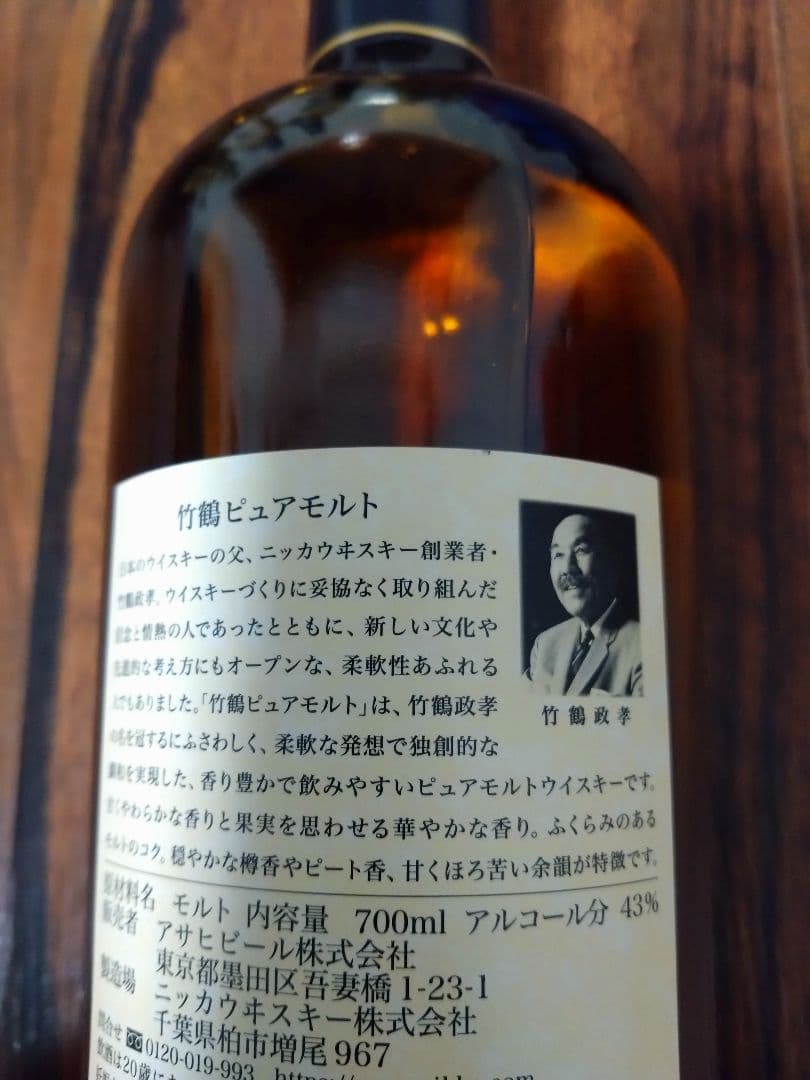 竹鶴ピュアモルト
日本のウイスキーの父、ニッカウヰスキー創業者・
竹鶴政孝。ウイスキーづくりに妥協なく取り組んだ
信念と情熱の人であったとともに、新しい文化や
先進的な考え方にもオープンな、柔軟性あふれる
人でもありました。「竹鶴ピュアモルト」は、竹鶴政孝
の名を冠するにふさわしく、柔軟な発想で独創的な
調和を実現した、香り豊かで飲みやすいピュアモルトウイスキーです。
甘くやわらかな香りと果実を思わせる華やかな香り。ふくらみのある
モルトのコク。穏やかな樽香やピート香、甘くほろ苦い余韻が特徴です。
竹鶴政孝
原材料名 モルト 内容量 700ml アルコール分 43%
販売者 アサヒビール株式会社
東京都墨田区吾妻橋1-23-1
製造場 ニッカウヰスキー株式会社
千葉県柏市増尾967
問合せ 0120-019-993
飲酒は20歳に